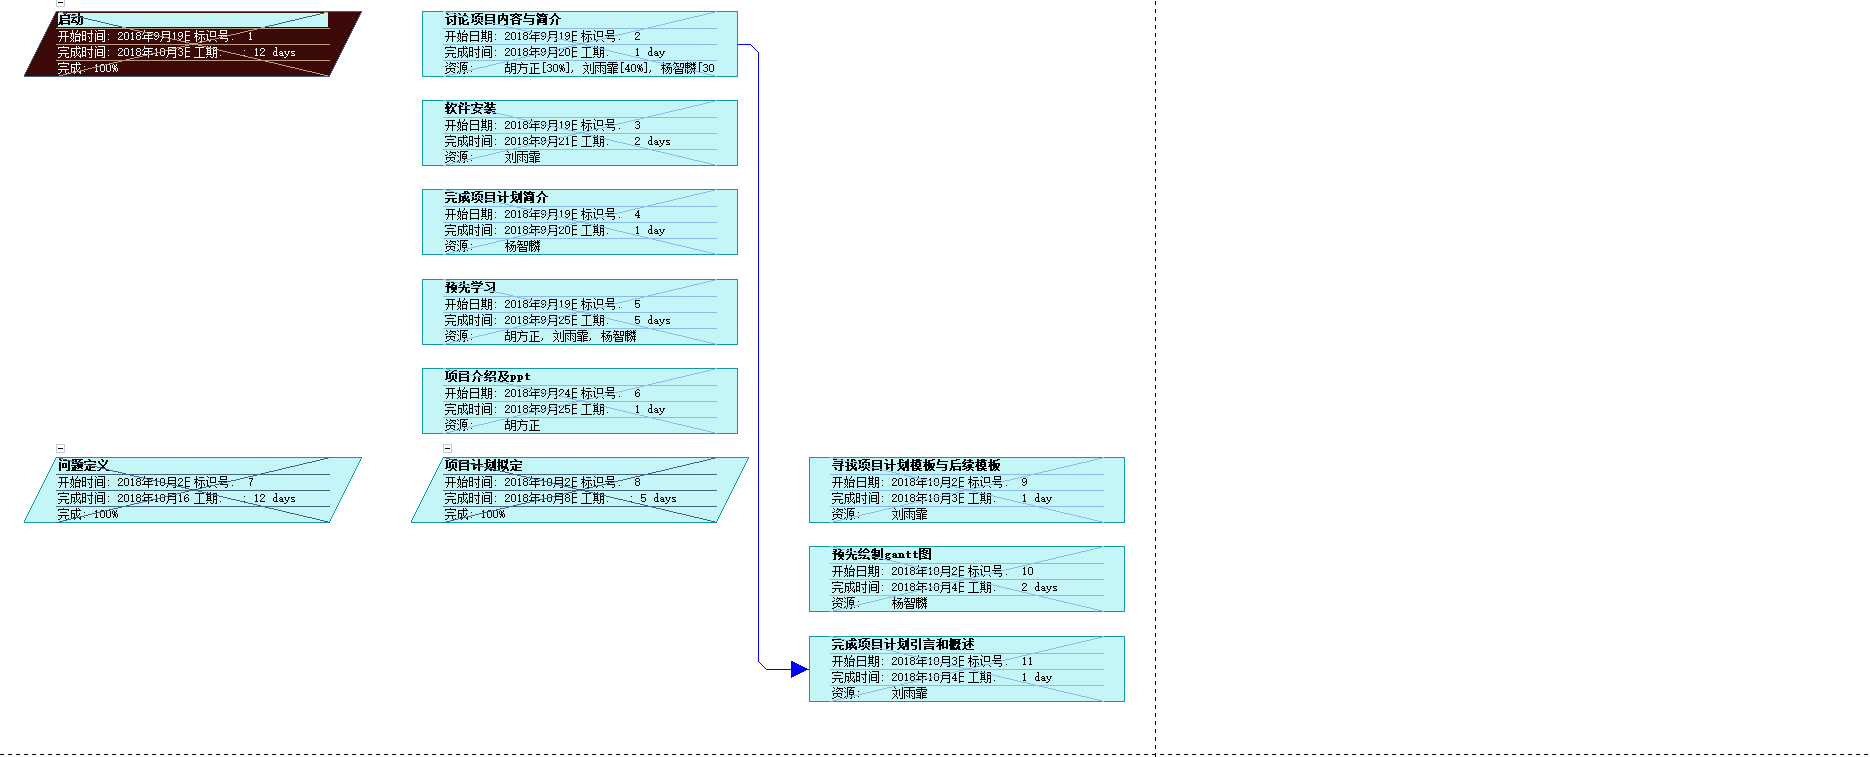 启动
开始时间: 2018年9月19日 标识号: 1
完成时间: 2018年10月3日 工期: : 12 days
完成: 100%
讨论项目内容与简介
开始日期: 2018年9月19日 标识号: 2
完成时间: 2018年9月20日 工期: 1 day
资源: 胡方正[30%], 刘雨霏[40%], 杨智麟[30
软件安装
开始日期: 2018年9月19日 标识号: 3
完成时间: 2018年9月21日 工期: 2 days
资源: 刘雨霏
完成项目计划简介
开始日期: 2018年9月19日 标识号: 4
完成时间: 2018年9月20日 工期: 1 day
资源: 杨智麟
预先学习
开始日期: 2018年9月19日 标识号: 5
完成时间: 2018年9月25日 工期: 5 days
资源: 胡方正, 刘雨霏, 杨智麟
项目介绍及ppt
开始日期: 2018年9月24日 标识号: 6
完成时间: 2018年9月25日 工期: 1 day
资源: 胡方正
问题定义
开始时间: 2018年10月2日 标识号: 7
完成时间: 2018年10月16 工期: : 12 days
完成: 100%
项目计划拟定
开始时间: 2018年10月2日 标识号: 8
完成时间: 2018年10月8日 工期: : 5 days
完成: 100%
寻找项目计划模板与后续模板
开始日期: 2018年10月2日 标识号: 9
完成时间: 2018年10月3日 工期: 1 day
资源: 刘雨霏
预先绘制gantt图
开始日期: 2018年10月2日 标识号: 10
完成时间: 2018年10月4日 工期: 2 days
资源: 杨智麟
完成项目计划引言和概述
开始日期: 2018年10月3日 标识号: 11
完成时间: 2018年10月4日 工期: 1 day
资源: 刘雨霏